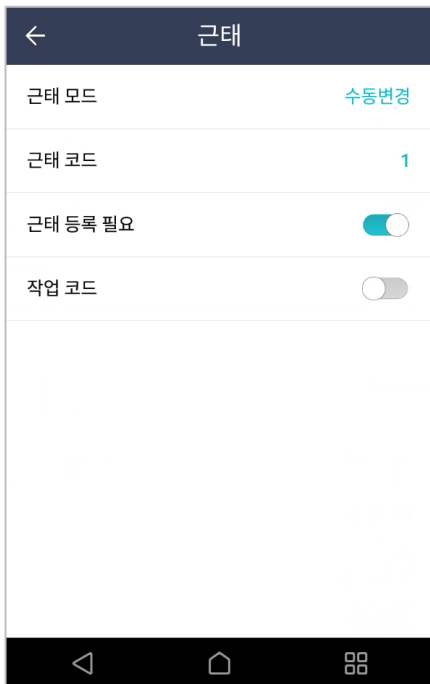 근태
근태 모드 수동변경
근태 코드 1
근태 등록 필요
작업 코드